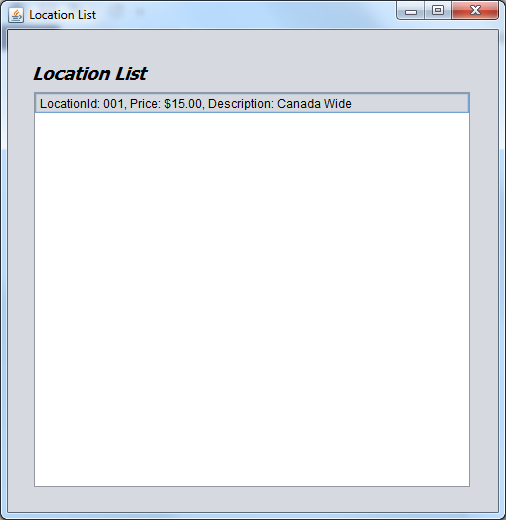 Location List
Location List
LocationId: 001, Price: $15.00, Description: Canada Wide